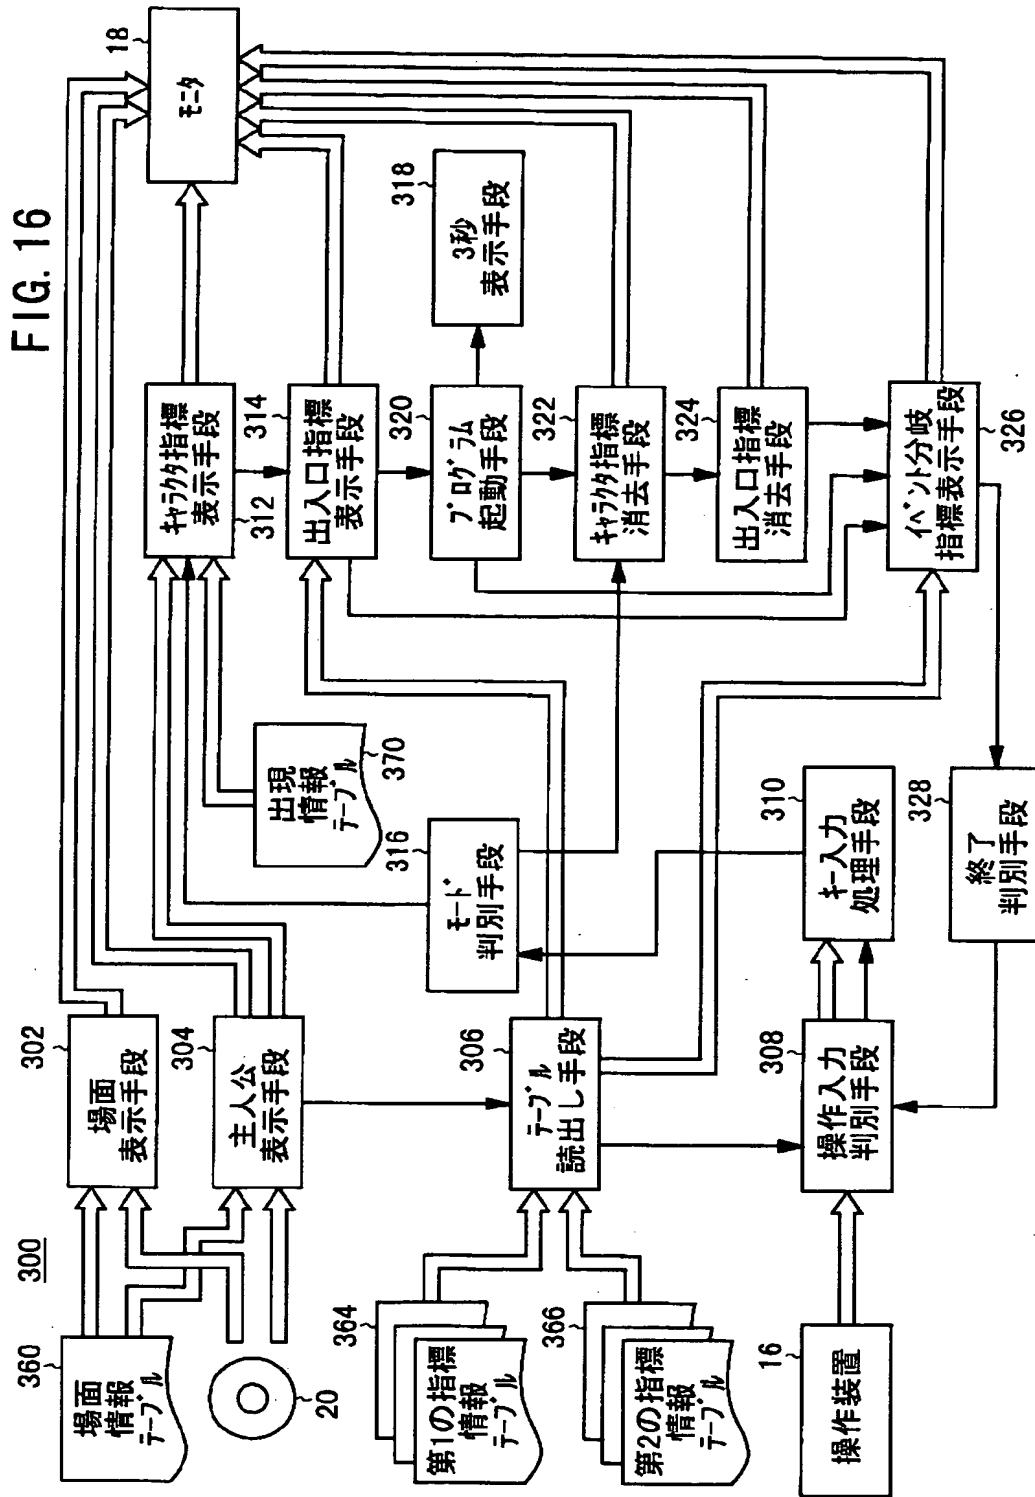 FIG. 16
300
360
場面
情報
テーブル
20
302
場面
表示手段
304
主人公
表示手段
18
モニタ
キャラクタ指標
表示手段
312
314
出入口指標
表示手段
318
3秒
表示手段
320
プログラム
起動手段
322
キャラクタ指標
消去手段
324
出入口指標
消去手段
イベント分岐
指標表示手段
326
出現
情報
テーブル
370
316
モード
判別手段
364
第1の指標
情報
テーブル
366
第2の指標
情報
テーブル
306
テーブル
読出し手段
310
キー入力
処理手段
328
終了
判別手段
308
操作入力
判別手段
16
操作装置